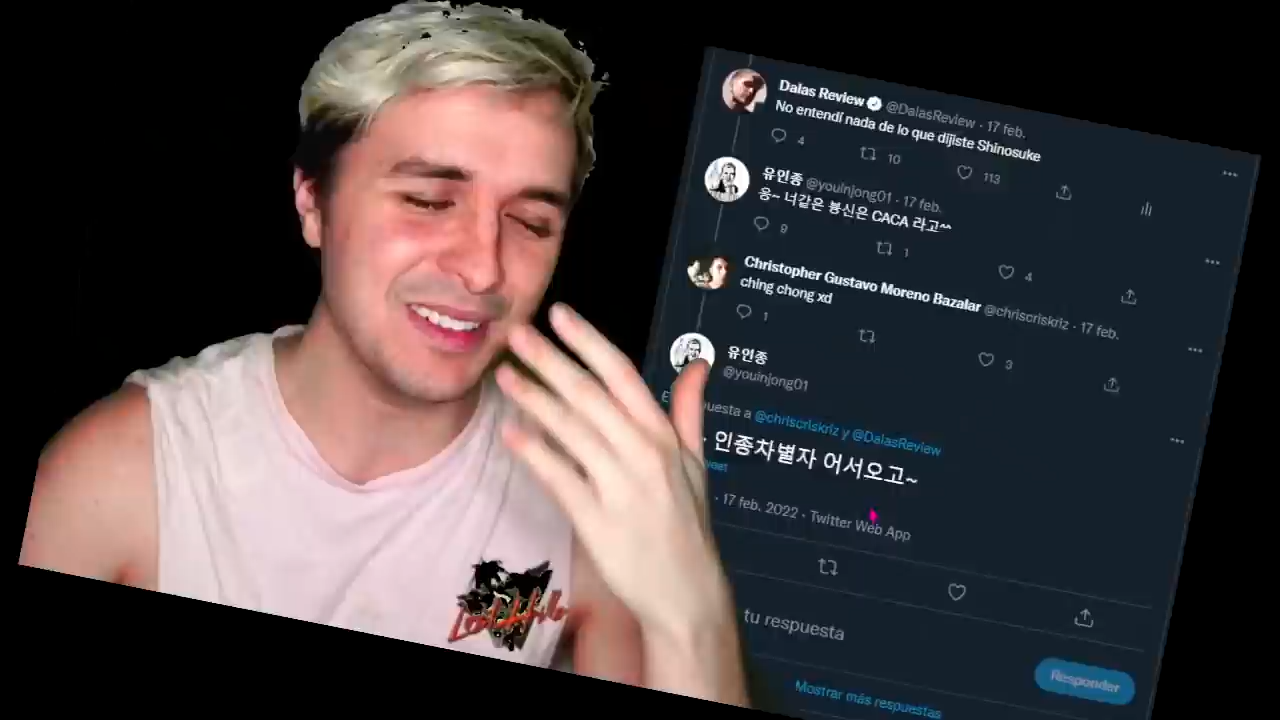 Dalas Review @DalasReview · 17 feb.
No entendí nada de lo que dijiste Shinosuke
4 10 113
유인종 @youinjong01 · 17 feb.
응~ 너같은 븅신은 CACA 라고^^
9 1 4
Christopher Gustavo Moreno Bazalar @chriscriskriz · 17 feb.
ching chong xd
1 3
유인종
@youinjong01
uesta a @chriscriskriz y @DalasReview
인종차별자 어서오고~
weet
· 17 feb. 2022 · Twitter Web App
tu respuesta
Responder
Mostrar más respuestas